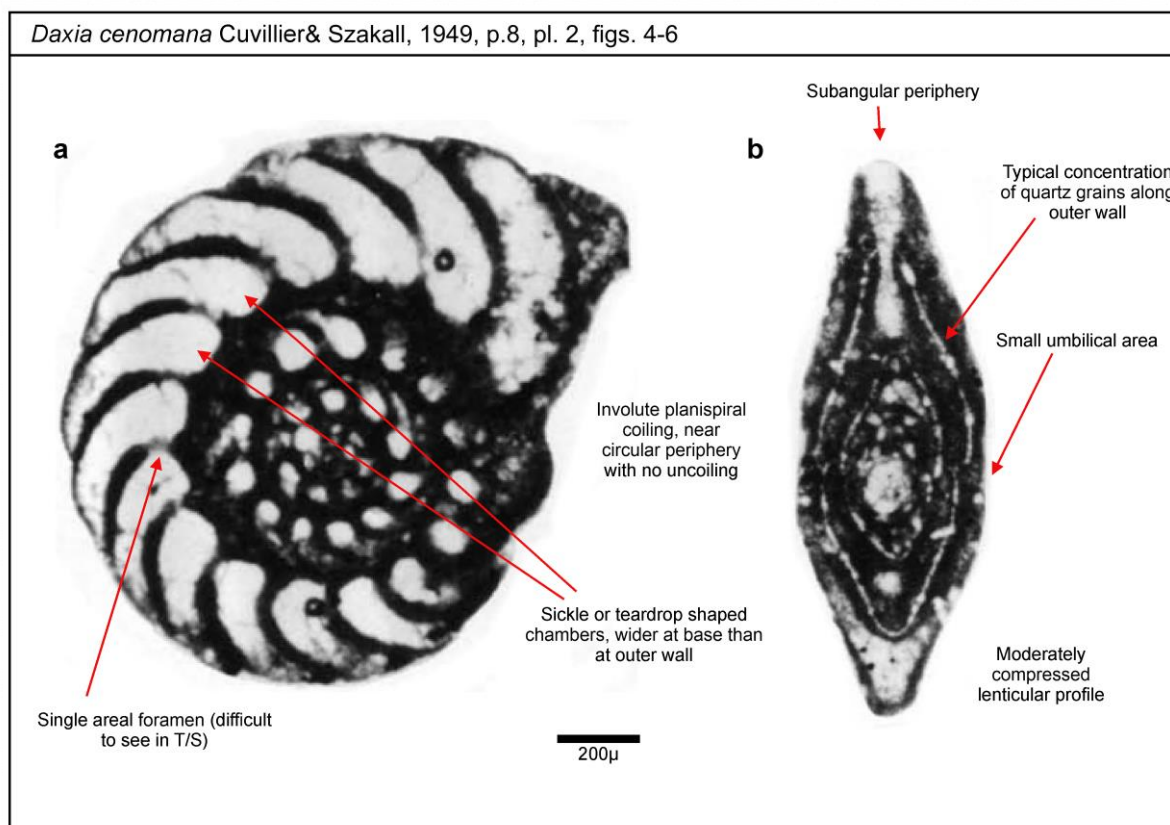 Daxia cenomana Cuvillier& Szakall, 1949, p.8, pl. 2, figs. 4-6
Subangular periphery
a
b
Typical concentration
of quartz grains along
outer wall
Small umbilical area
Involute planispiral
coiling, near
circular periphery
with no uncoiling
Sickle or teardrop shaped
chambers, wider at base than
at outer wall
Moderately
compressed
lenticular profile
Single areal foramen (difficult
to see in T/S)
200µ